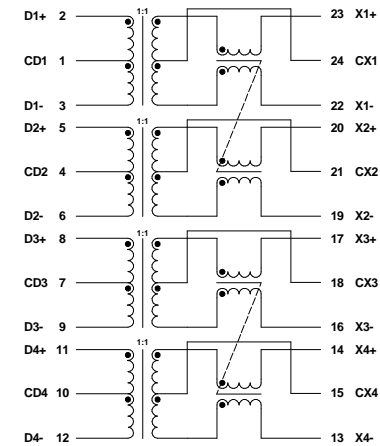 1:1
D1+ 2 23 X1+
CD1 1 24 CX1
D1- 3 22 X1-
1:1
D2+ 5 20 X2+
CD2 4 21 CX2
D2- 6 19 X2-
1:1
D3+ 8 17 X3+
CD3 7 18 CX3
D3- 9 16 X3-
1:1
D4+ 11 14 X4+
CD4 10 15 CX4
D4- 12 13 X4-